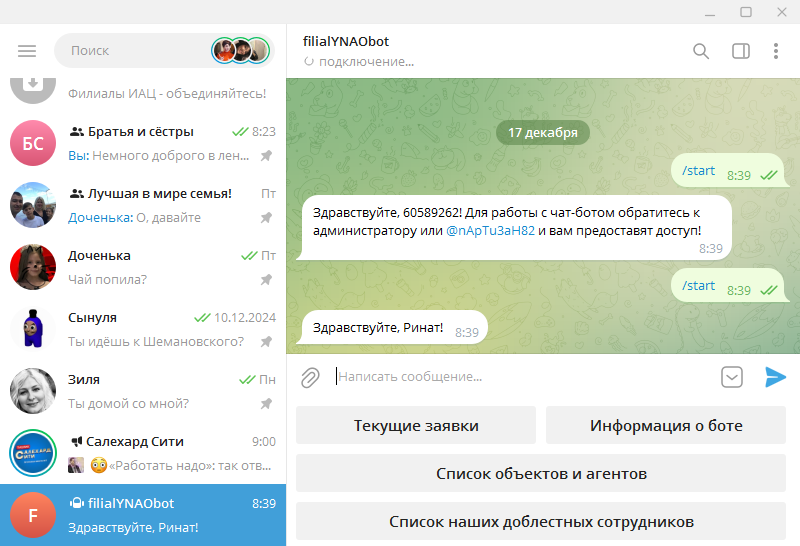 Поиск
Филиалы ИАЦ - объединяйтесь!
БС
Братья и сёстры
8:23
Вы: Немного доброго в лен...
Лучшая в мире семья!
Пт
Доченька: О, давайте
Доченька
Пт
Чай попила?
Сынуля
10.12.2024
Ты идёшь к Шемановского?
Зиля
Пн
Ты домой со мной?
Салехард Сити
9:00
«Работать надо»: так отв...
F
filialYNAObot
8:39
Здравствуйте, Ринат!
filialYNAObot
подключение...
17 декабря
/start
8:39
Здравствуйте, 60589262! Для работы с чат-ботом обратитесь к
администратору или @nApTu3aH82 и вам предоставят доступ!
8:39
/start
8:39
Здравствуйте, Ринат!
8:39
Написать сообщение...
Текущие заявки
Информация о боте
Список объектов и агентов
Список наших доблестных сотрудников